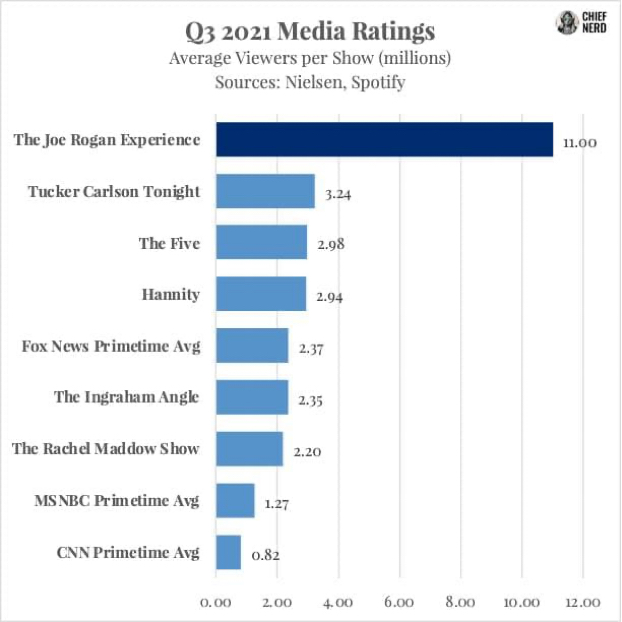 Q3 2021 Media Ratings
CHIEF
NERD
Average Viewers per Show (millions)
Sources: Nielsen, Spotify
The Joe Rogan Experience 11.00
Tucker Carlson Tonight 3.24
The Five 2.98
Hannity 2.94
Fox News Primetime Avg 2.37
The Ingraham Angle 2.35
The Rachel Maddow Show 2.20
MSNBC Primetime Avg 1.27
CNN Primetime Avg 0.82
0.00 2.00 4.00 6.00 8.00 10.00 12.00